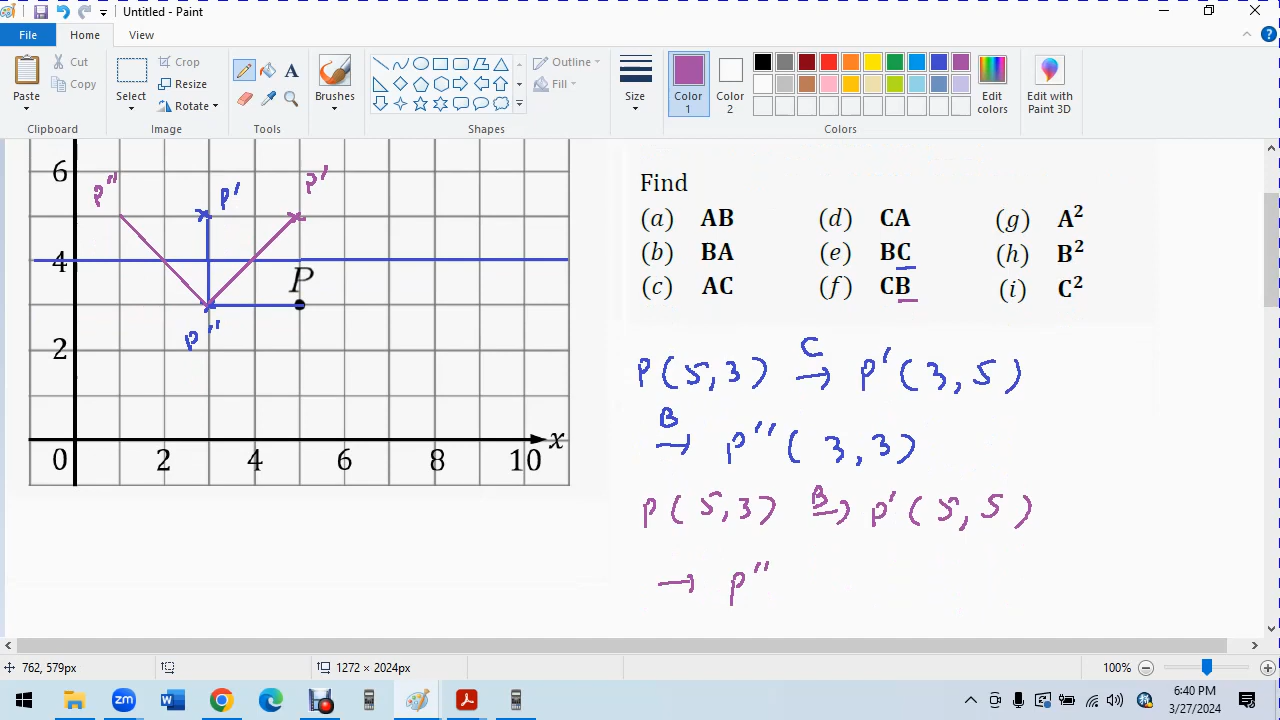 Untitled - Paint
File Home View
Paste Cut Copy Clipboard
Select Crop Resize Rotate Image
Tools
Brushes
Outline Fill Shapes
Size
Color 1 Color 2 Edit colors Colors
Edit with Paint 3D
6
4
2
0 2 4 6 8 10 x
P" P' P'
P
P"
Find
(a) AB (d) CA (g) A²
(b) BA (e) BC (h) B²
(c) AC (f) CB (i) C²
P(5,3) C→ P'(3,5)
B→ P"(3,3)
P(5,3) B→ P'(5,5)
→ P"
762, 579px 1272 × 2024px 100%
zm W 6:40 PM
3/27/2024